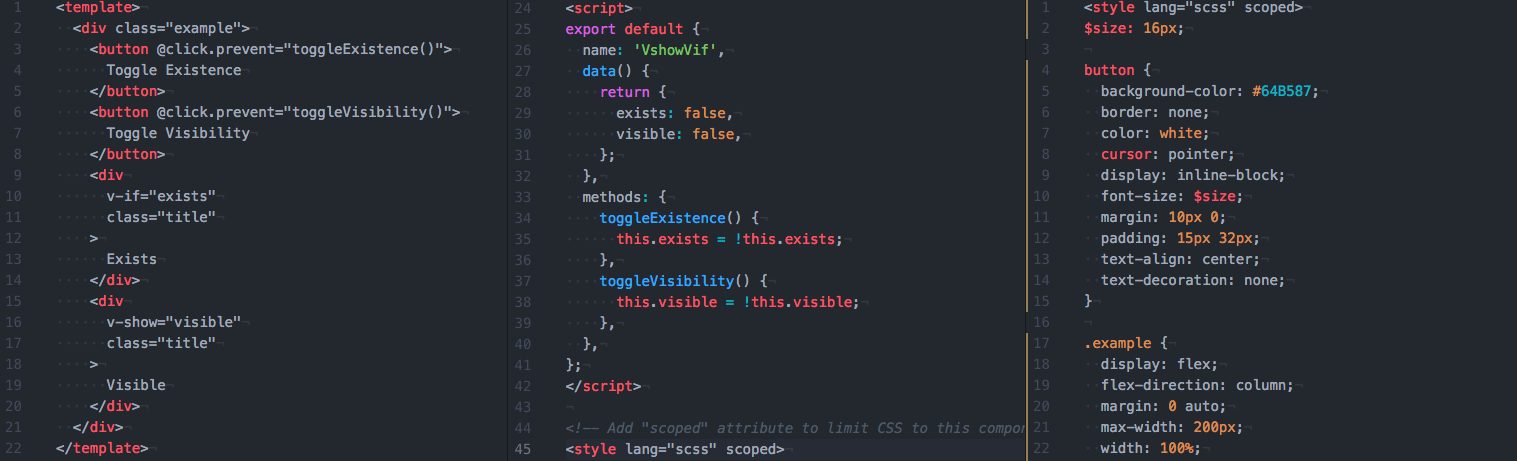 1 <template>
2 <div class="example">
3 <button @click.prevent="toggleExistence()">
4 Toggle Existence
5 </button>
6 <button @click.prevent="toggleVisibility()">
7 Toggle Visibility
8 </button>
9 <div
10 v-if="exists"
11 class="title"
12 >
13 Exists
14 </div>
15 <div
16 v-show="visible"
17 class="title"
18 >
19 Visible
20 </div>
21 </div>
22 </template>
24 <script>
25 export default {
26 name: 'VshowVif',
27 data() {
28 return {
29 exists: false,
30 visible: false,
31 };
32 },
33 methods: {
34 toggleExistence() {
35 this.exists = !this.exists;
36 },
37 toggleVisibility() {
38 this.visible = !this.visible;
39 },
40 },
41 };
42 </script>
43
44 <!-- Add "scoped" attribute to limit CSS to this compo
45 <style lang="scss" scoped>
1 <style lang="scss" scoped>
2 $size: 16px;
3
4 button {
5 background-color: #64B587;
6 border: none;
7 color: white;
8 cursor: pointer;
9 display: inline-block;
10 font-size: $size;
11 margin: 10px 0;
12 padding: 15px 32px;
13 text-align: center;
14 text-decoration: none;
15 }
16
17 .example {
18 display: flex;
19 flex-direction: column;
20 margin: 0 auto;
21 max-width: 200px;
22 width: 100%;